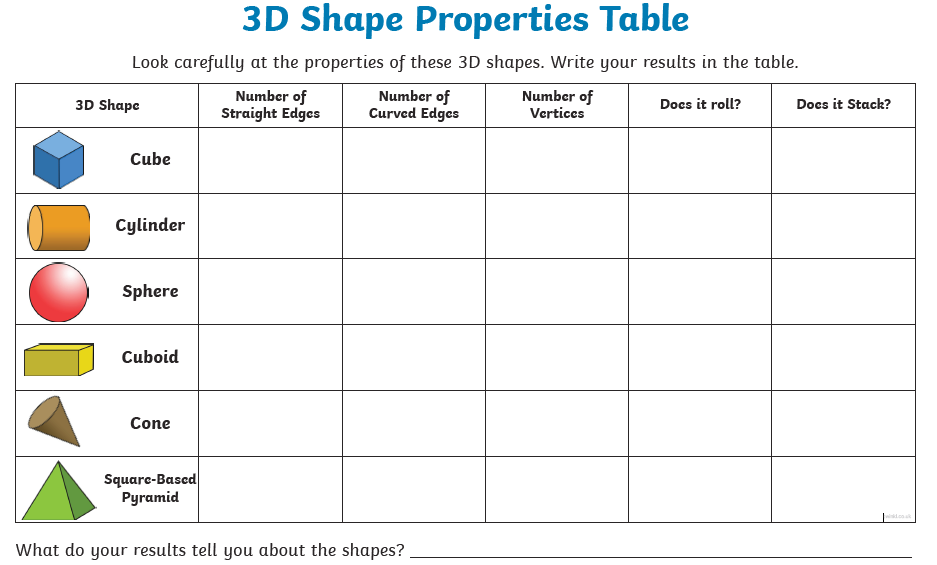 3D Shape Properties Table
Look carefully at the properties of these 3D shapes. Write your results in the table.
3D Shape
Number of
Straight Edges
Number of
Curved Edges
Number of
Vertices
Does it roll?
Does it Stack?
Cube
Cylinder
Sphere
Cuboid
Cone
Square-Based
Pyramid
What do your results tell you about the shapes?